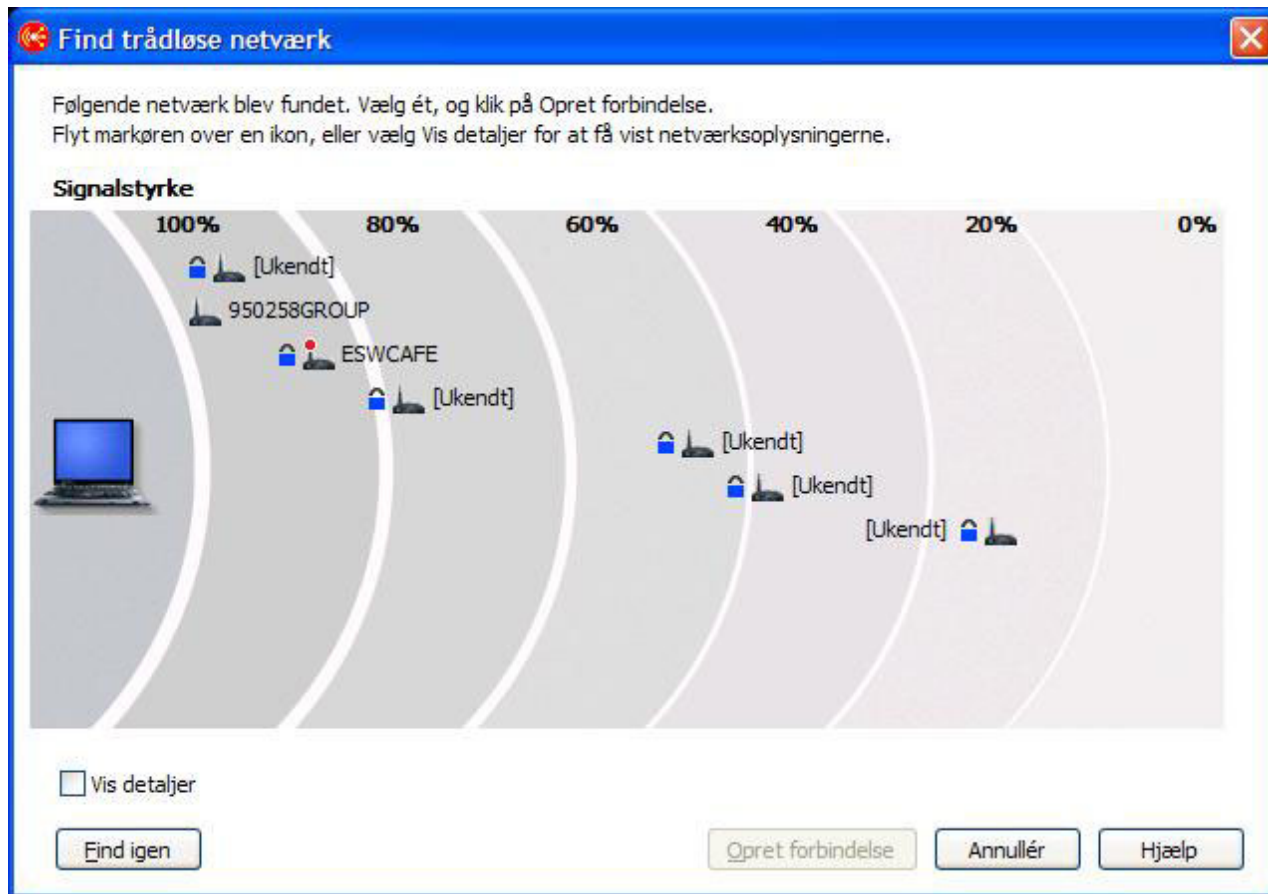 Find trådløse netværk
Følgende netværk blev fundet. Vælg ét, og klik på Opret forbindelse.
Flyt markøren over en ikon, eller vælg Vis detaljer for at få vist netværksoplysningerne.
Signalstyrke
100% 80% 60% 40% 20% 0%
[Ukendt]
950258GROUP
ESWCAFE
[Ukendt]
[Ukendt]
[Ukendt]
[Ukendt]
Vis detaljer
Find igen Opret forbindelse Annullér Hjælp